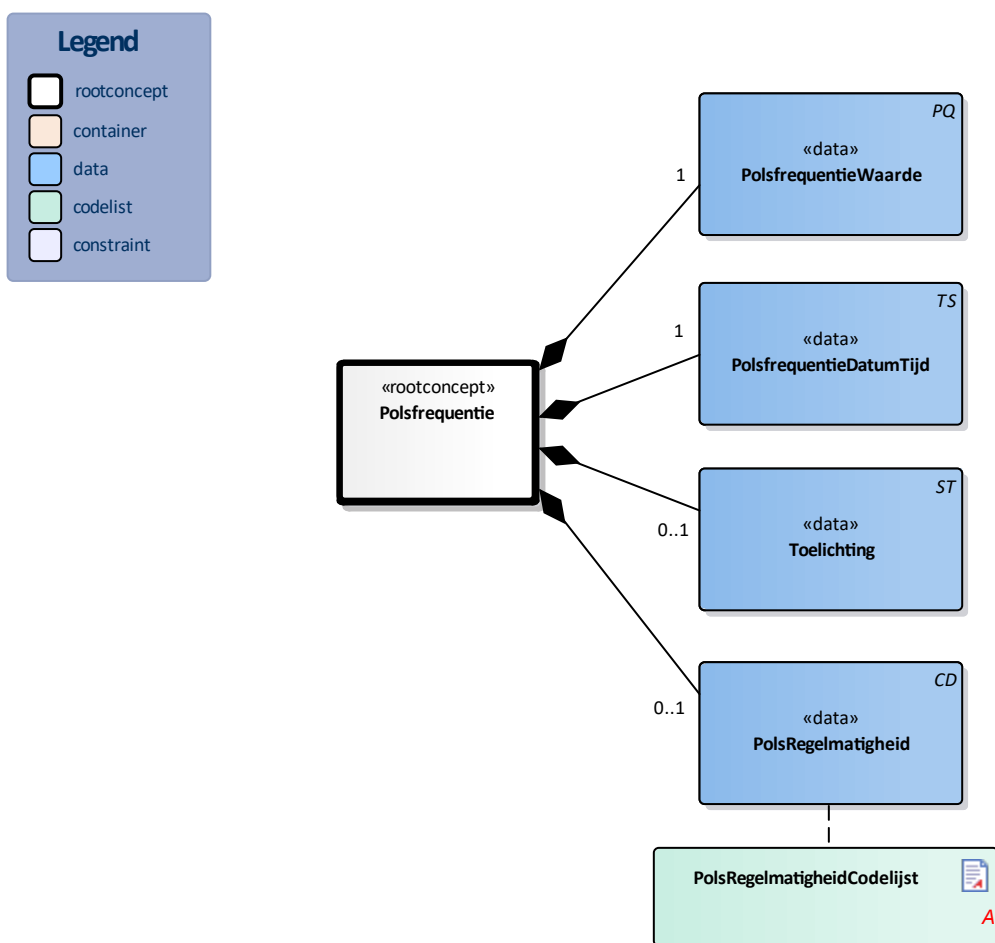 Legend
rootconcept
container
data
codelist
constraint
PQ
«data»
PolsfrequentieWaarde
1
TS
«data»
PolsfrequentieDatumTijd
1
«rootconcept»
Polsfrequentie
ST
«data»
Toelichting
0..1
CD
«data»
PolsRegelmatigheid
0..1
PolsRegelmatigheidCodelijst
A